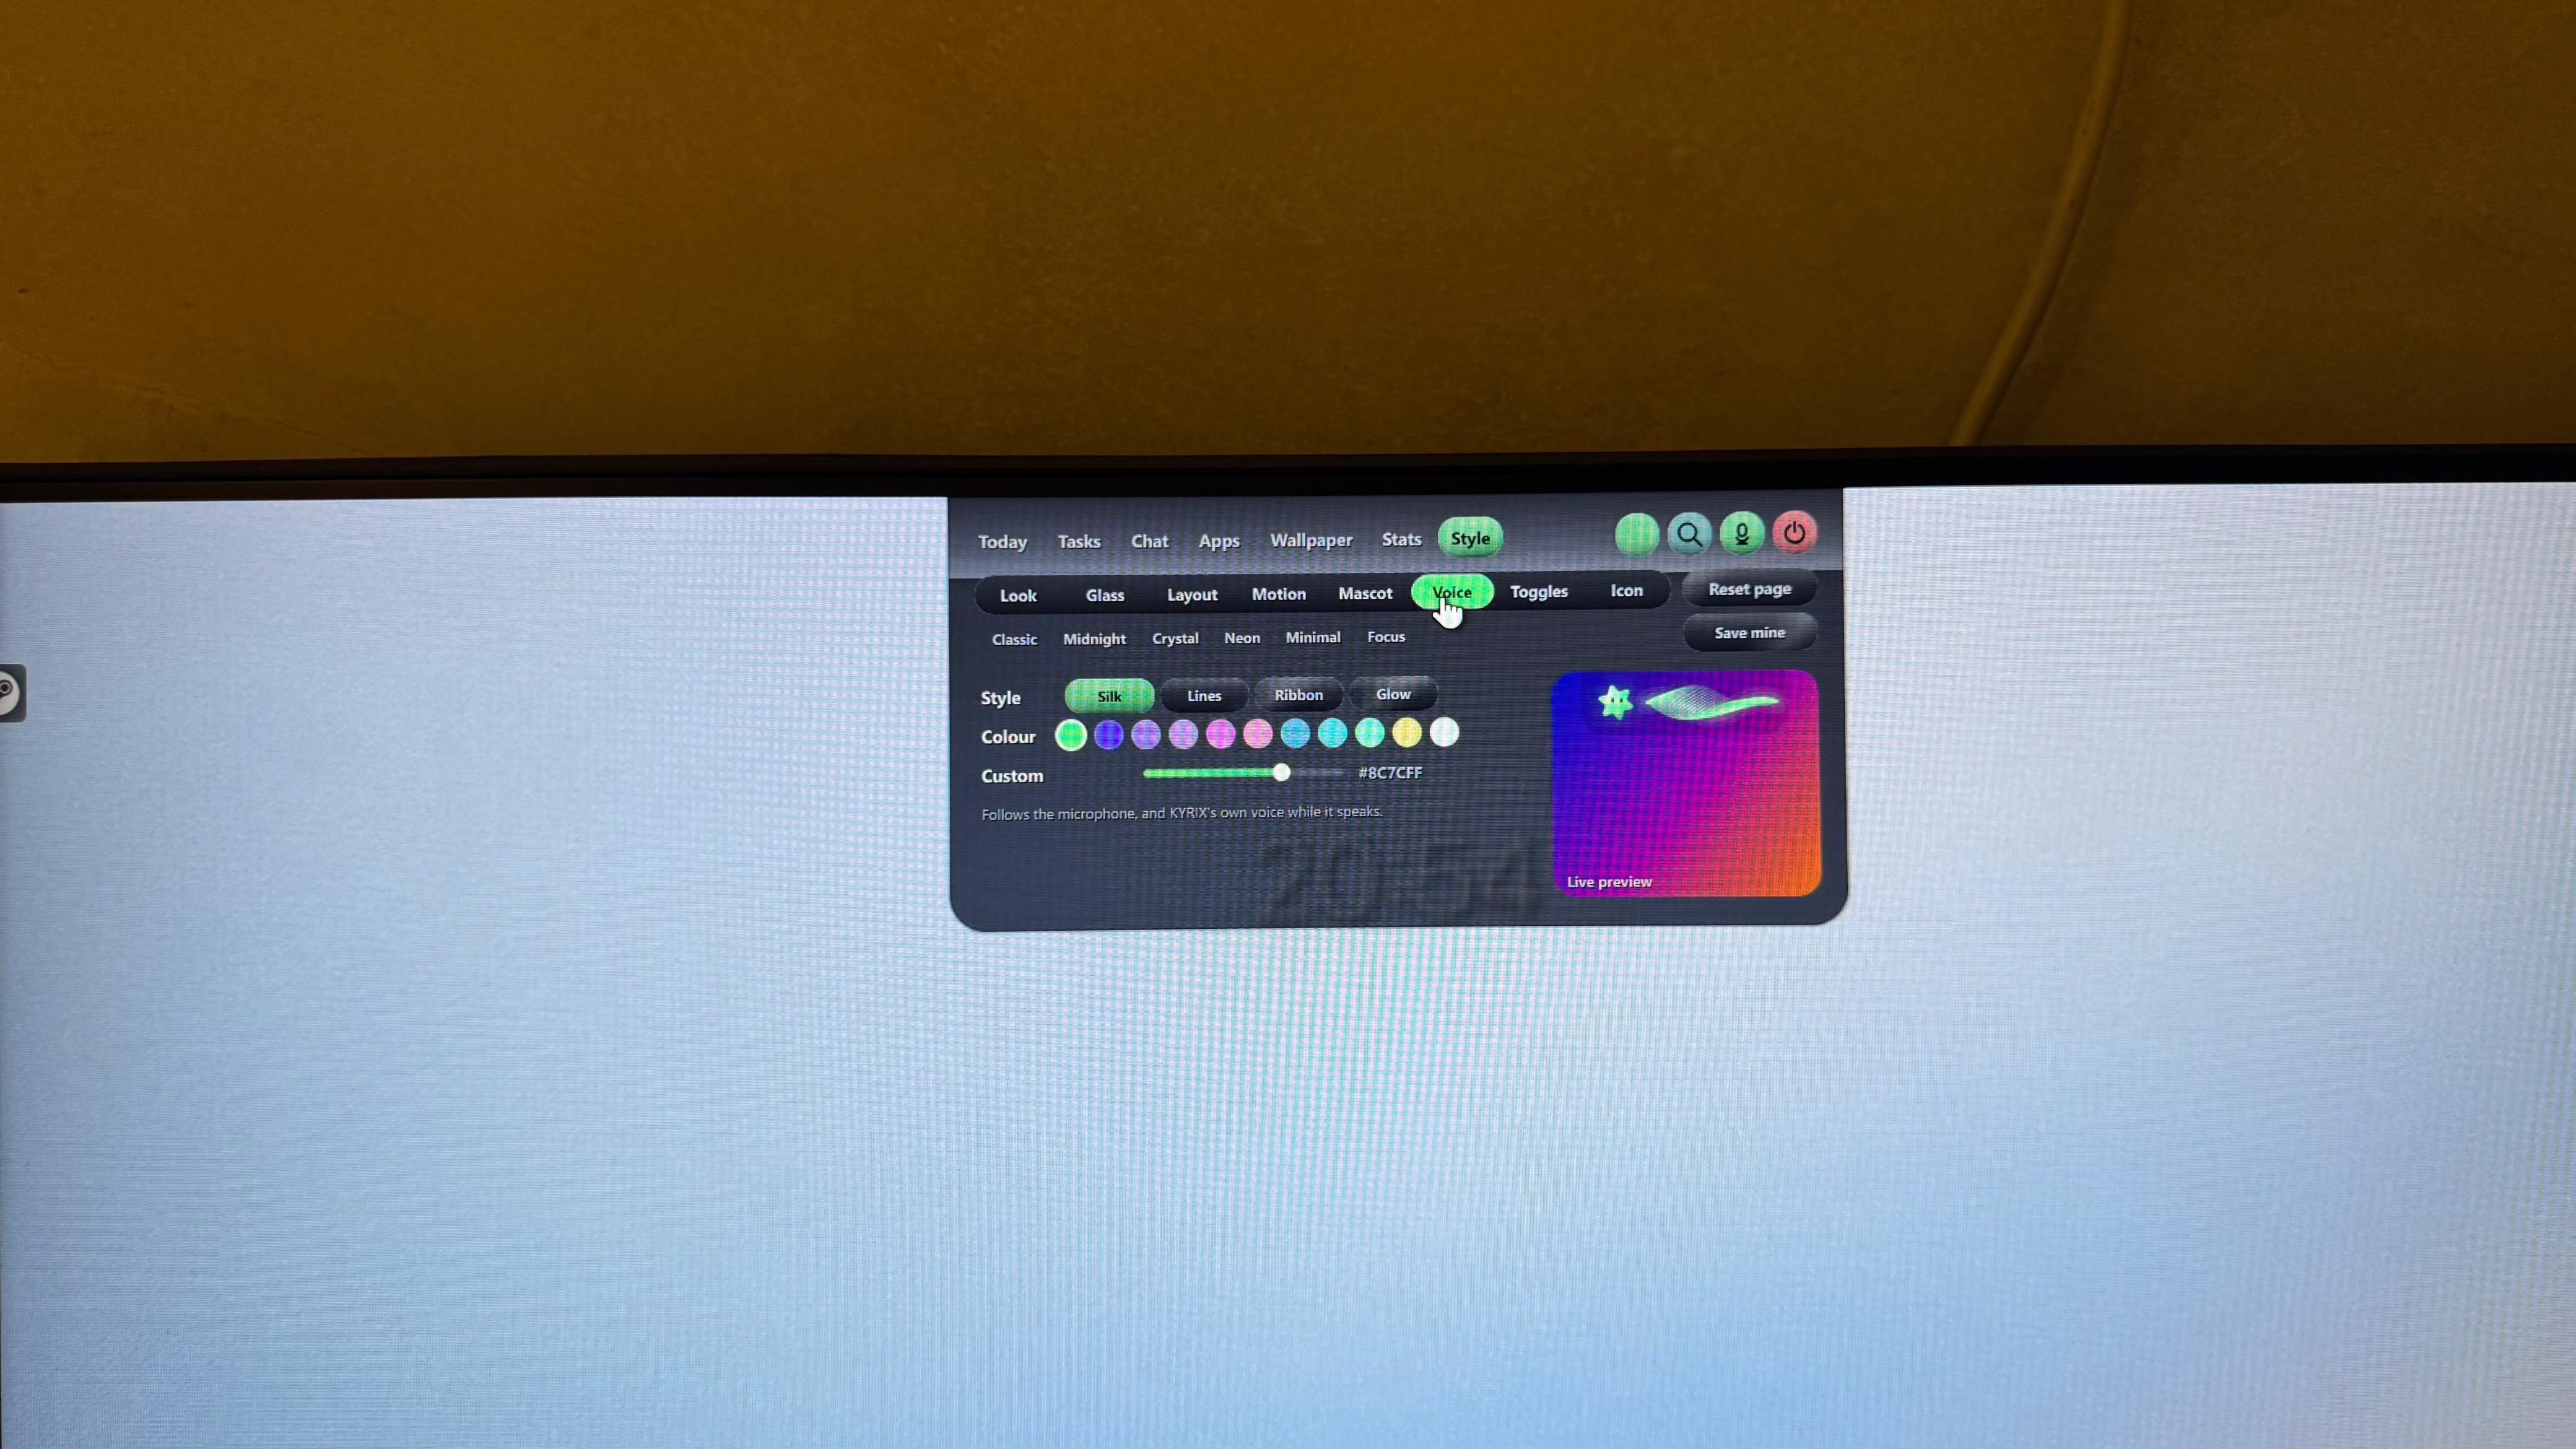 Today Tasks Chat Apps Wallpaper Stats Style
Look Glass Layout Motion Mascot Voice Toggles Icon Reset page
Classic Midnight Crystal Neon Minimal Focus Save mine
Style Silk Lines Ribbon Glow
Colour
Custom #8C7CFF
Follows the microphone, and KYRIX's own voice while it speaks.
20:54
Live preview